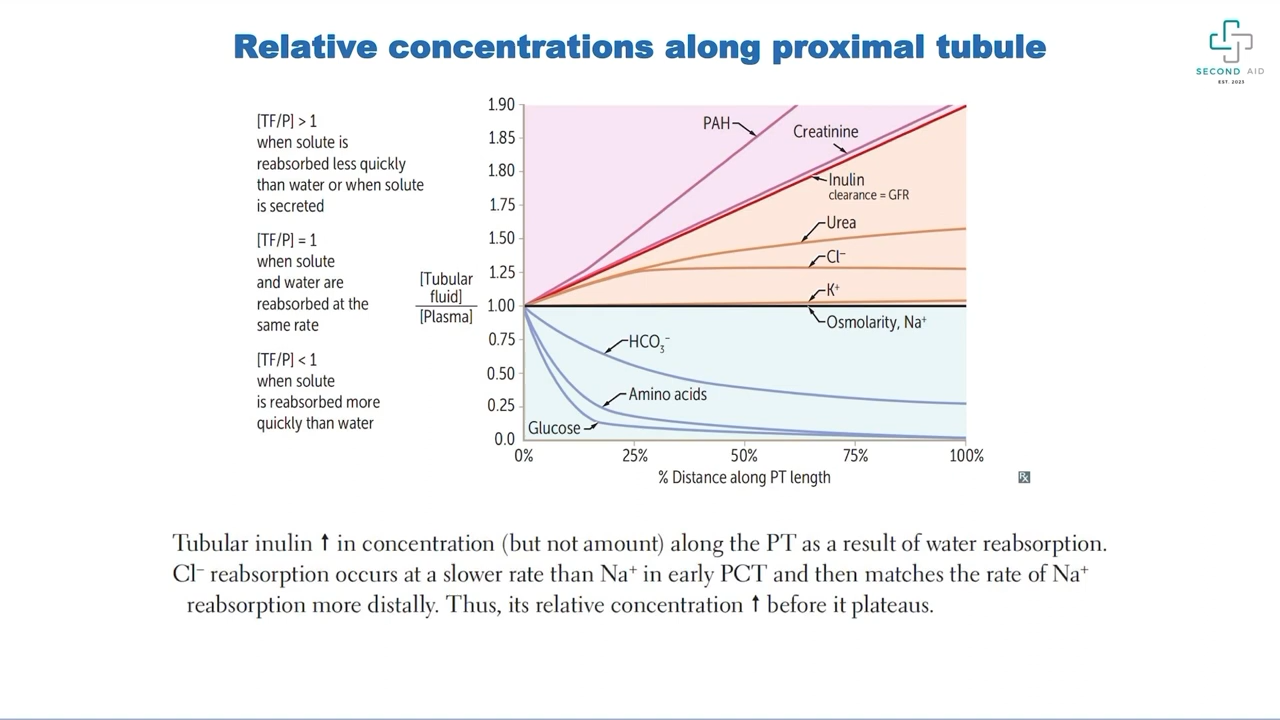 Relative concentrations along proximal tubule
SECOND AID
EST. 2023
[TF/P] > 1
when solute is
reabsorbed less quickly
than water or when solute
is secreted
[TF/P] = 1
when solute
and water are
reabsorbed at the
same rate
[TF/P] < 1
when solute
is reabsorbed more
quickly than water
[Tubular
fluid]
[Plasma]
1.90
1.85
1.80
1.75
1.50
1.25
1.00
0.75
0.50
0.25
0.0
PAH
Creatinine
Inulin
clearance = GFR
Urea
Cl⁻
K⁺
Osmolarity, Na⁺
HCO₃⁻
Amino acids
Glucose
0% 25% 50% 75% 100%
% Distance along PT length
Rx
Tubular inulin ↑ in concentration (but not amount) along the PT as a result of water reabsorption.
Cl⁻ reabsorption occurs at a slower rate than Na⁺ in early PCT and then matches the rate of Na⁺
reabsorption more distally. Thus, its relative concentration ↑ before it plateaus.